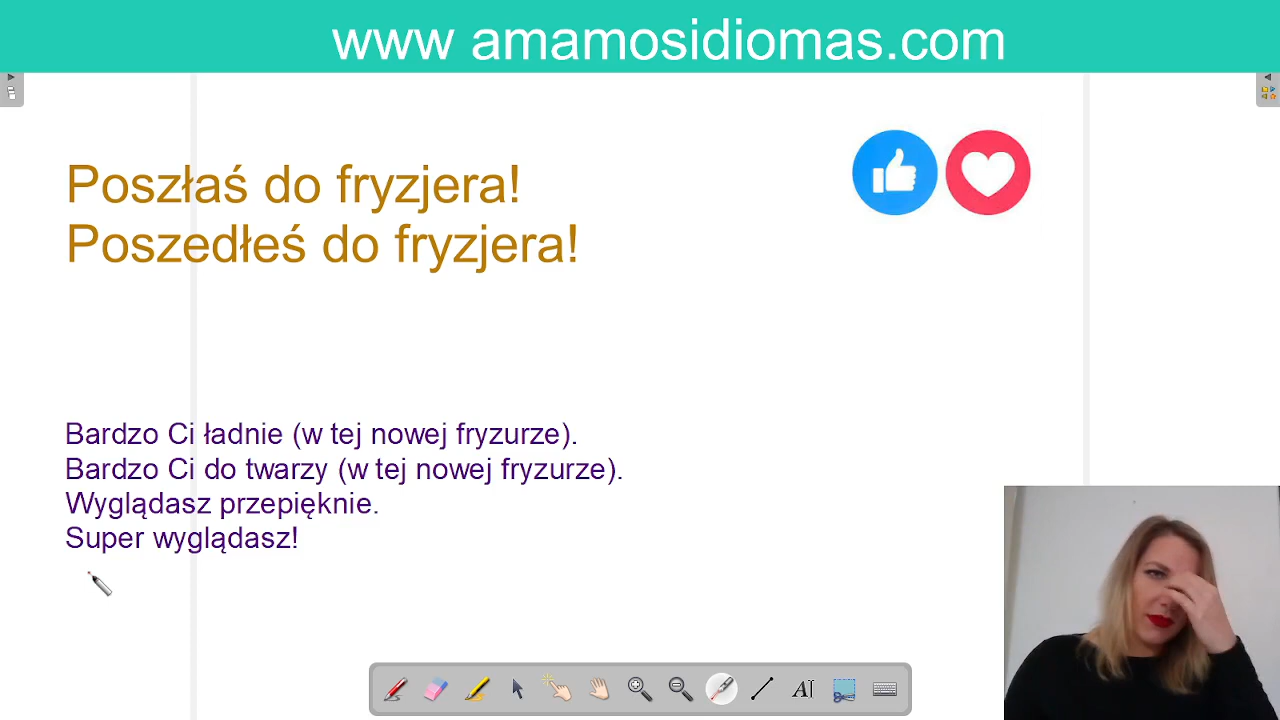 www amamosidiomas.com
Poszłaś do fryzjera!
Poszedłeś do fryzjera!
Bardzo Ci ładnie (w tej nowej fryzurze).
Bardzo Ci do twarzy (w tej nowej fryzurze).
Wyglądasz przepięknie.
Super wyglądasz!